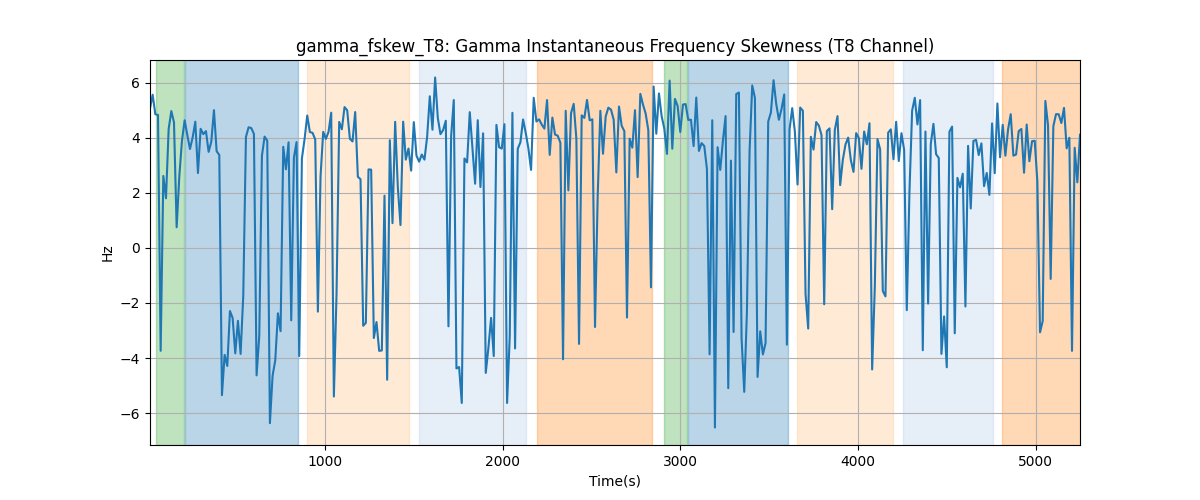 gamma_fskew_T8: Gamma Instantaneous Frequency Skewness (T8 Channel)
6
4
2
0
−2
−4
−6
Hz
1000 2000 3000 4000 5000
Time(s)